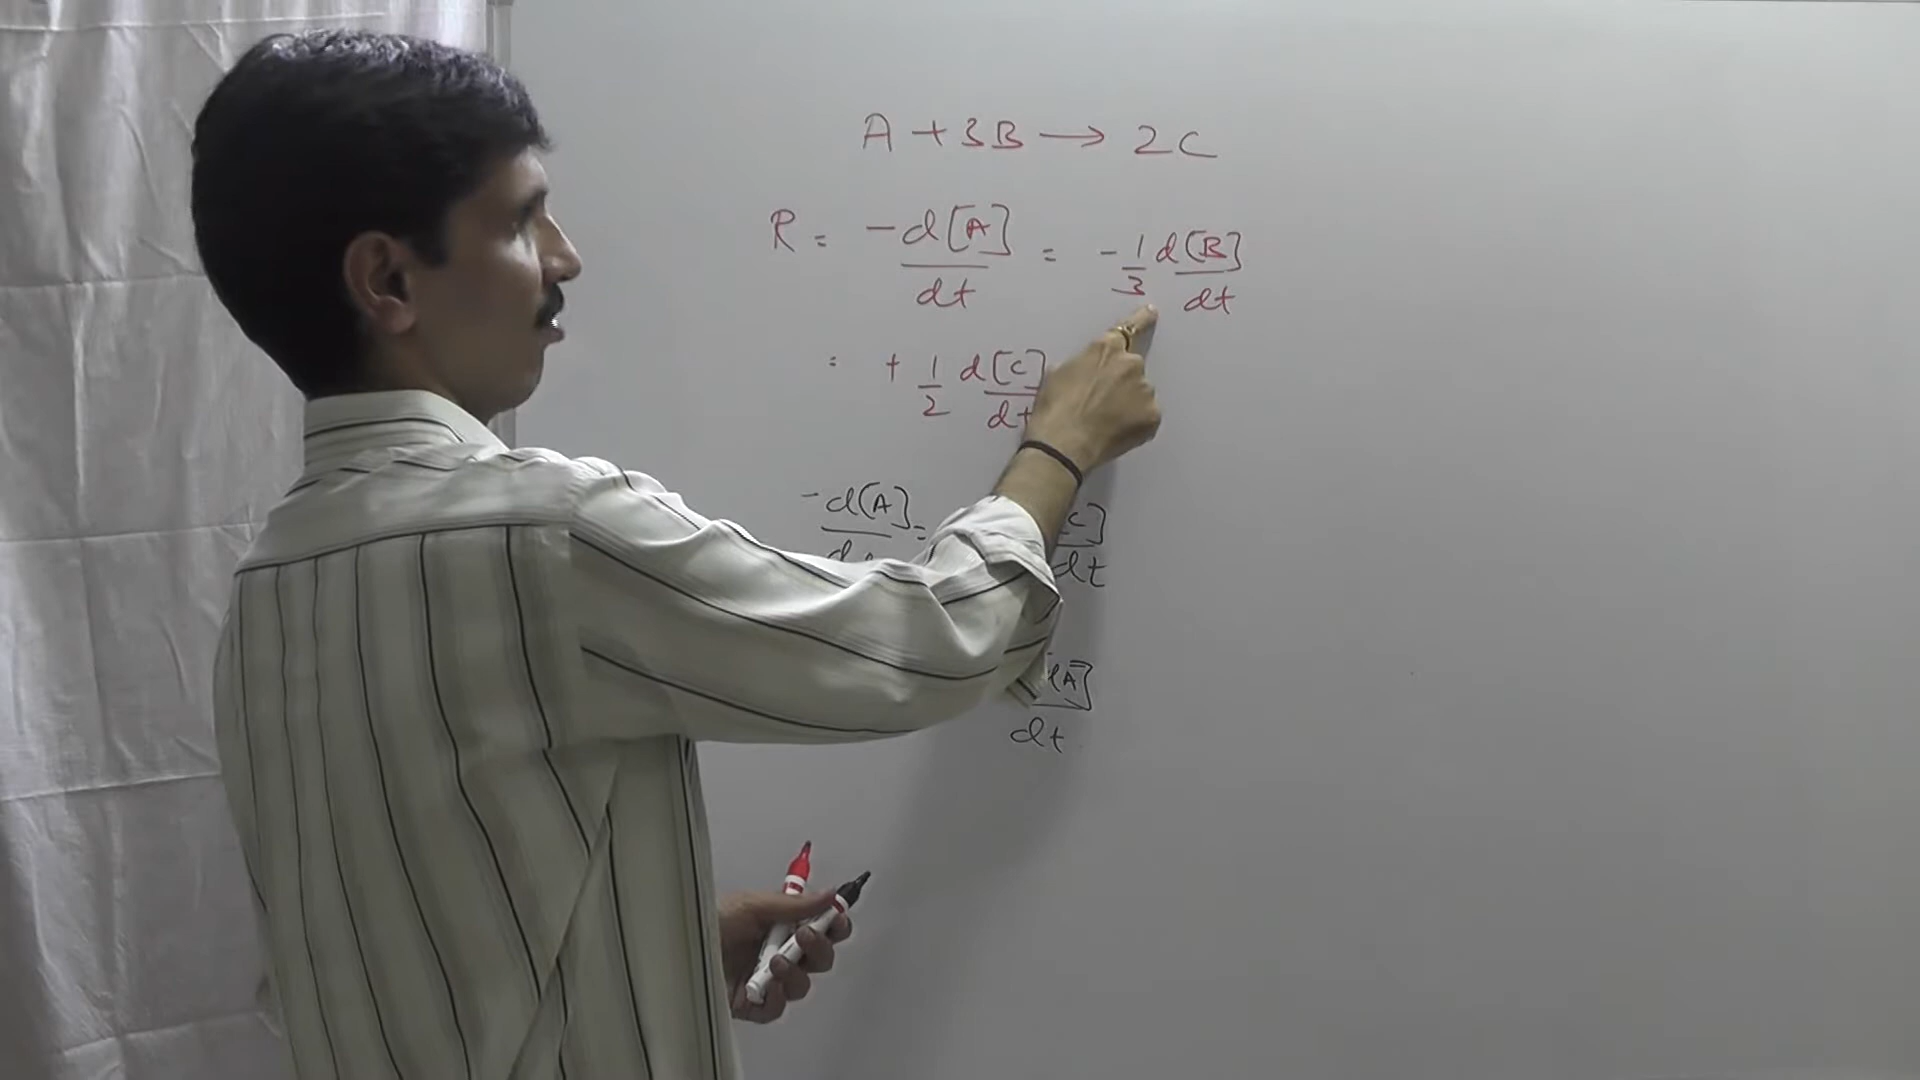 A + 3B → 2C
R = -d[A]/dt = -1/3 d[B]/dt
= + 1/2 d[C]/dt
-d[A]/d = C]/dt
d[A]/dt